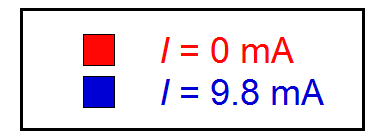 I = 0 mA
I = 9.8 mA